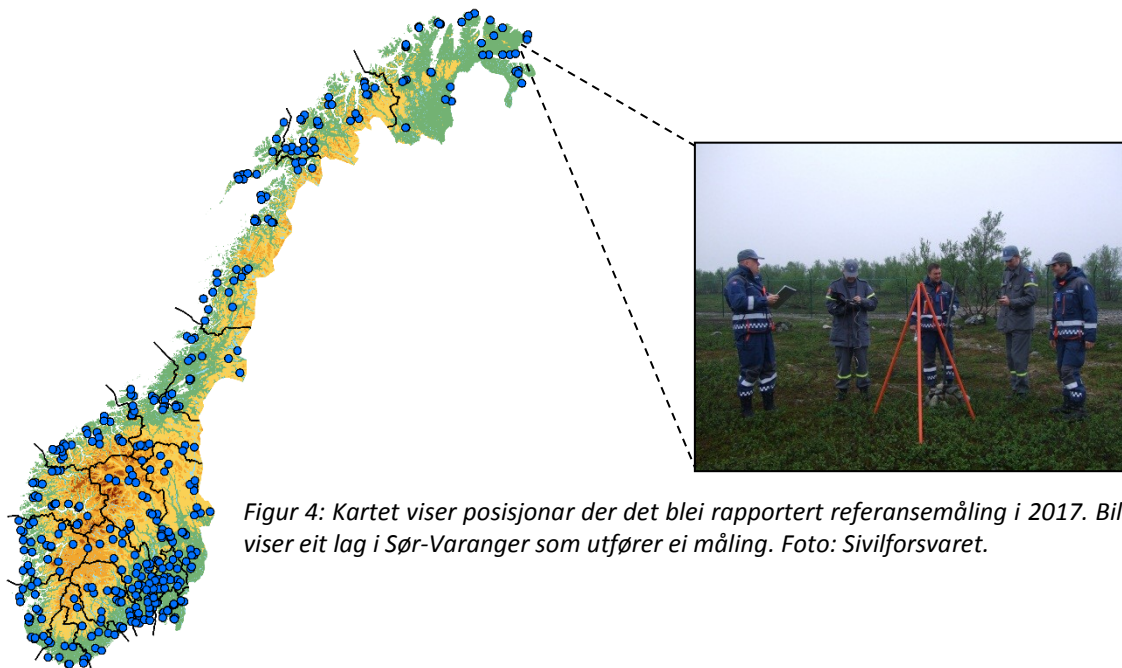 Figur 4: Kartet viser posisjonar der det blei rapportert referansemåling i 2017. Bil
viser eit lag i Sør-Varanger som utfører ei måling. Foto: Sivilforsvaret.